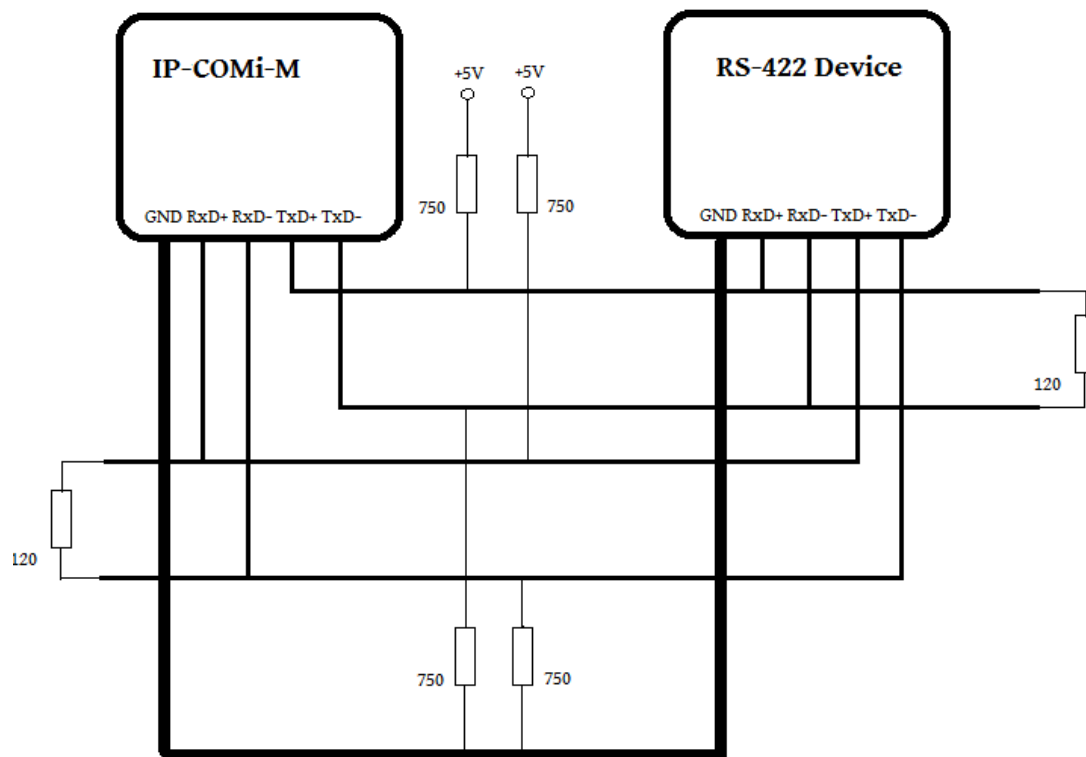 IP-COMi-M
RS-422 Device
+5V +5V
750 750
GND RxD+ RxD- TxD+ TxD-
GND RxD+ RxD- TxD+ TxD-
120
120
750 750